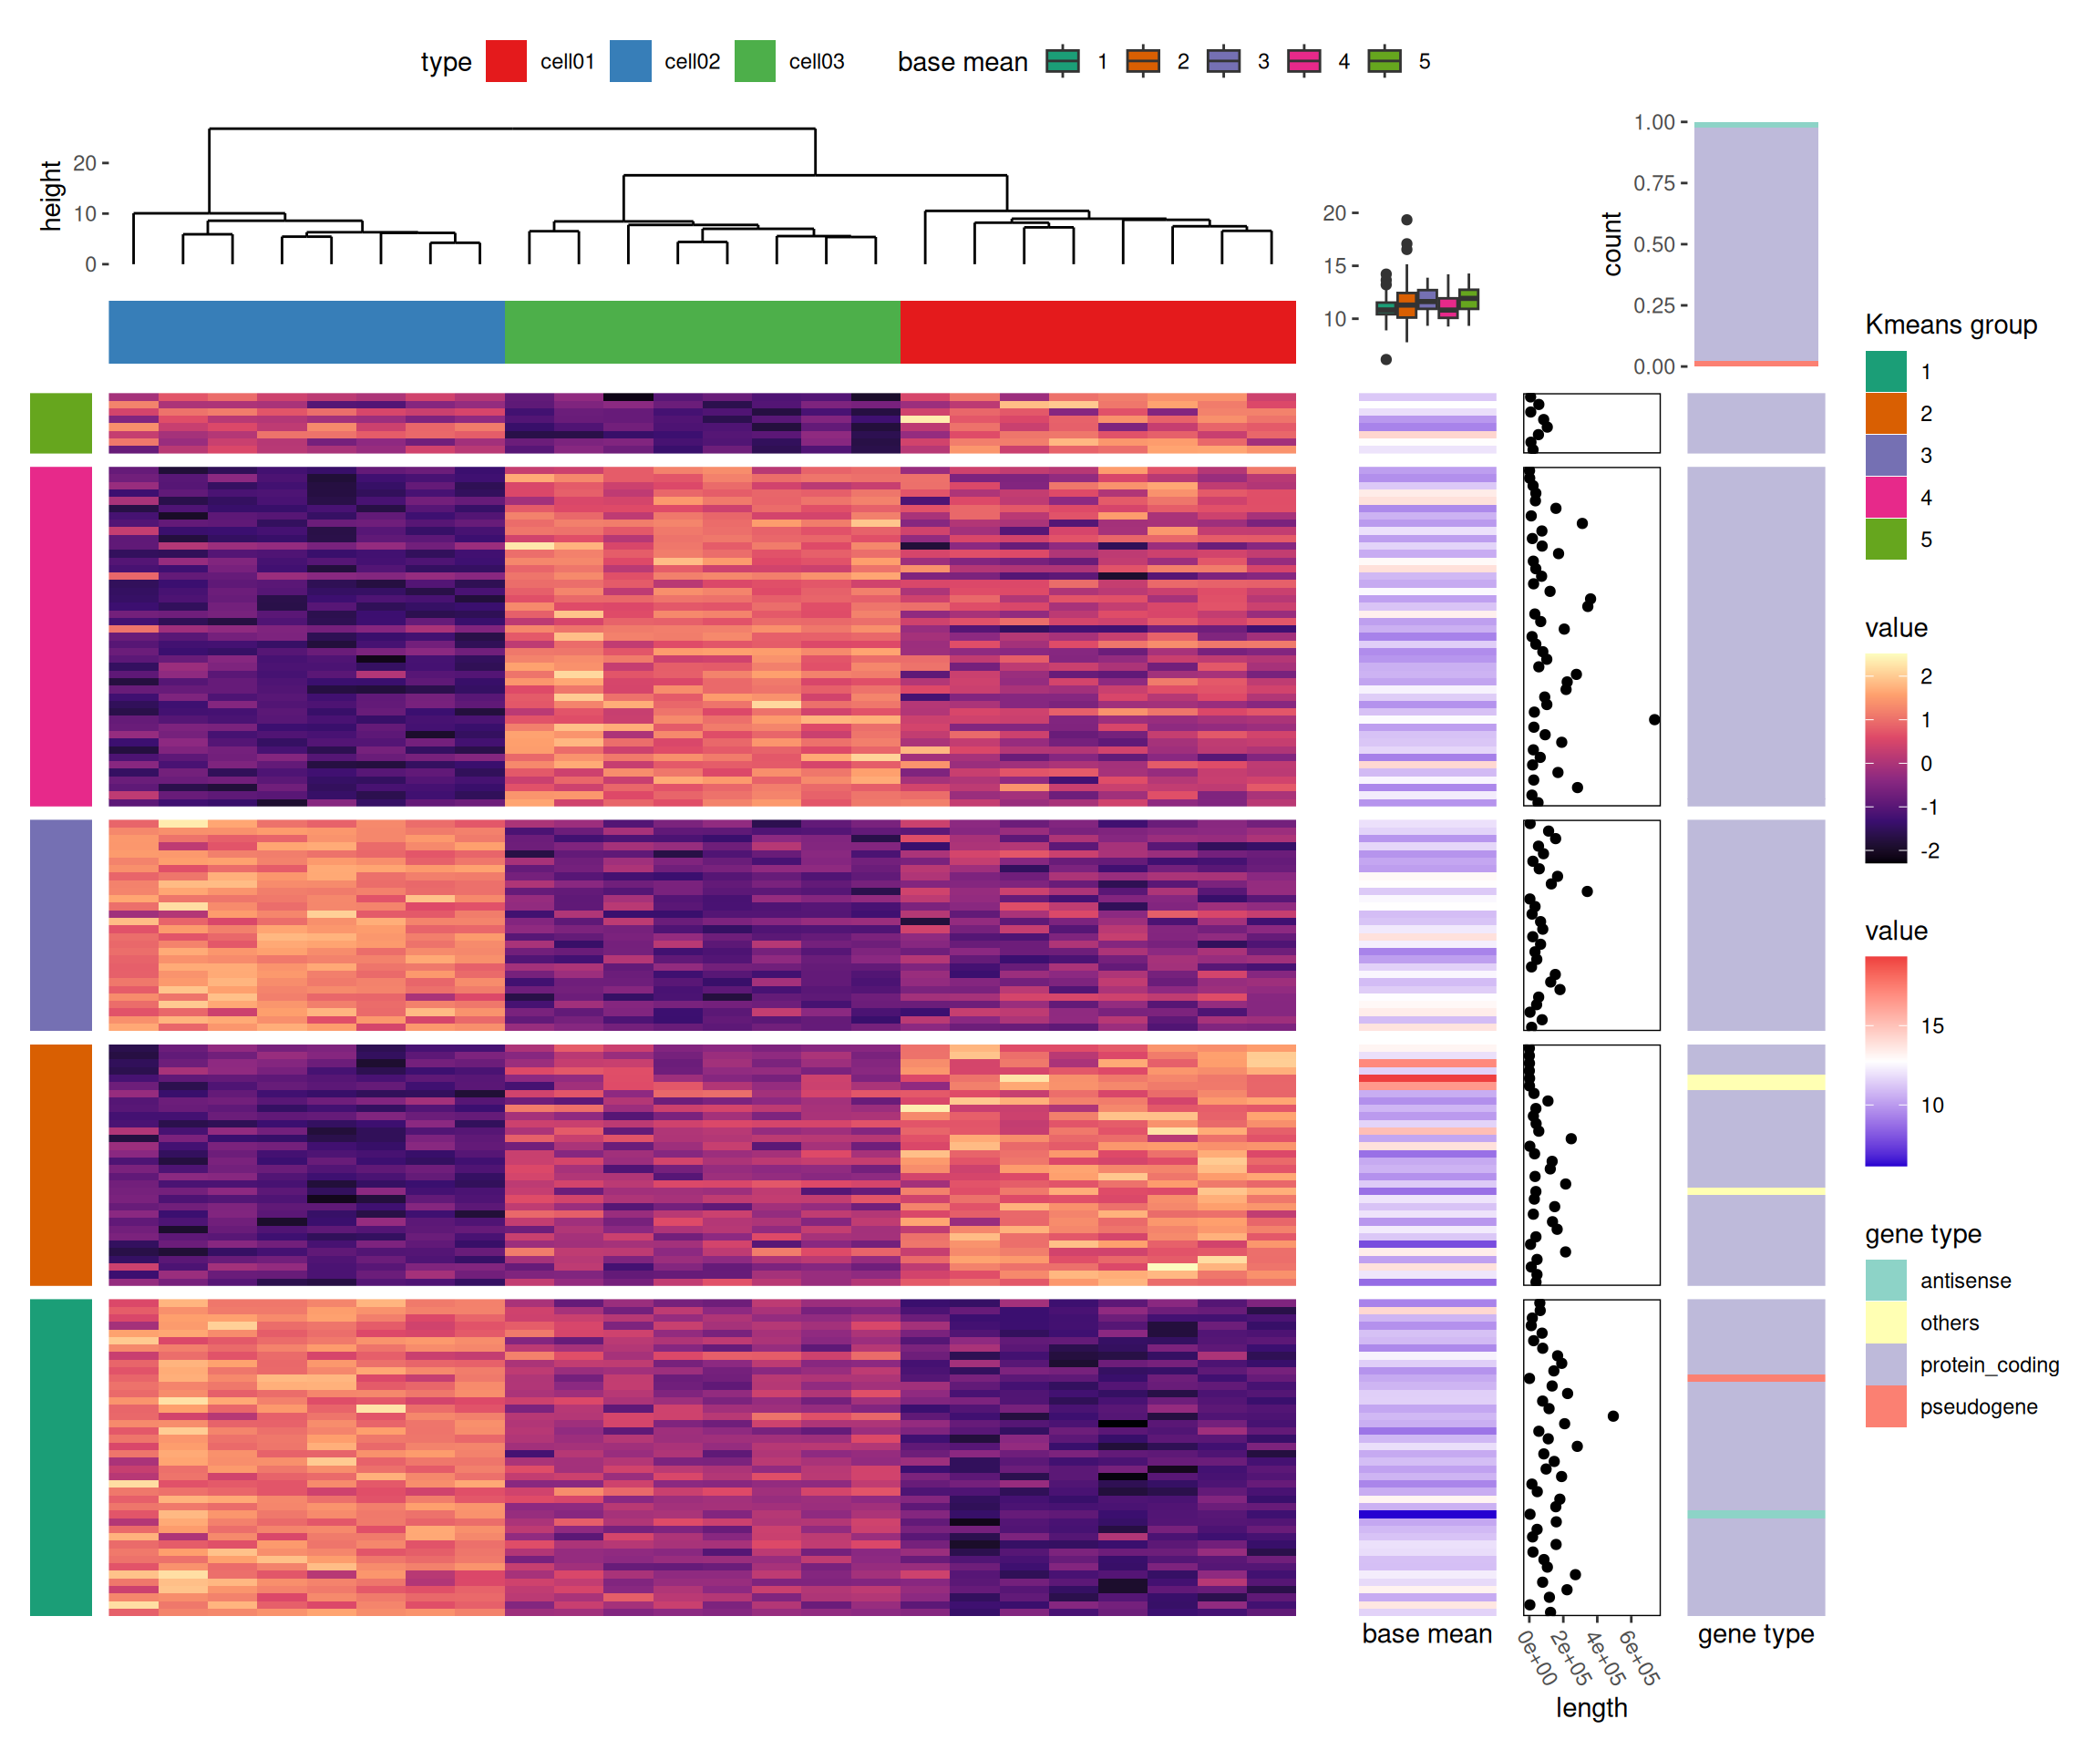 type cell01 cell02 cell03 base mean 1 2 3 4 5
height
20
10
0
20
15
10
count
1.00
0.75
0.50
0.25
0.00
Kmeans group
1
2
3
4
5
value
2
1
0
-1
-2
value
15
10
gene type
antisense
others
protein_coding
pseudogene
base mean
0e+00 2e+05 4e+05 6e+05
length
gene type